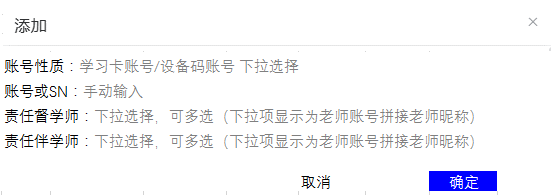 添加 ×
账号性质：学习卡账号/设备码账号 下拉选择
账号或SN：手动输入
责任督学师：下拉选择，可多选（下拉项显示为老师账号拼接老师昵称）
责任伴学师：下拉选择，可多选（下拉项显示为老师账号拼接老师昵称）
取消 确定